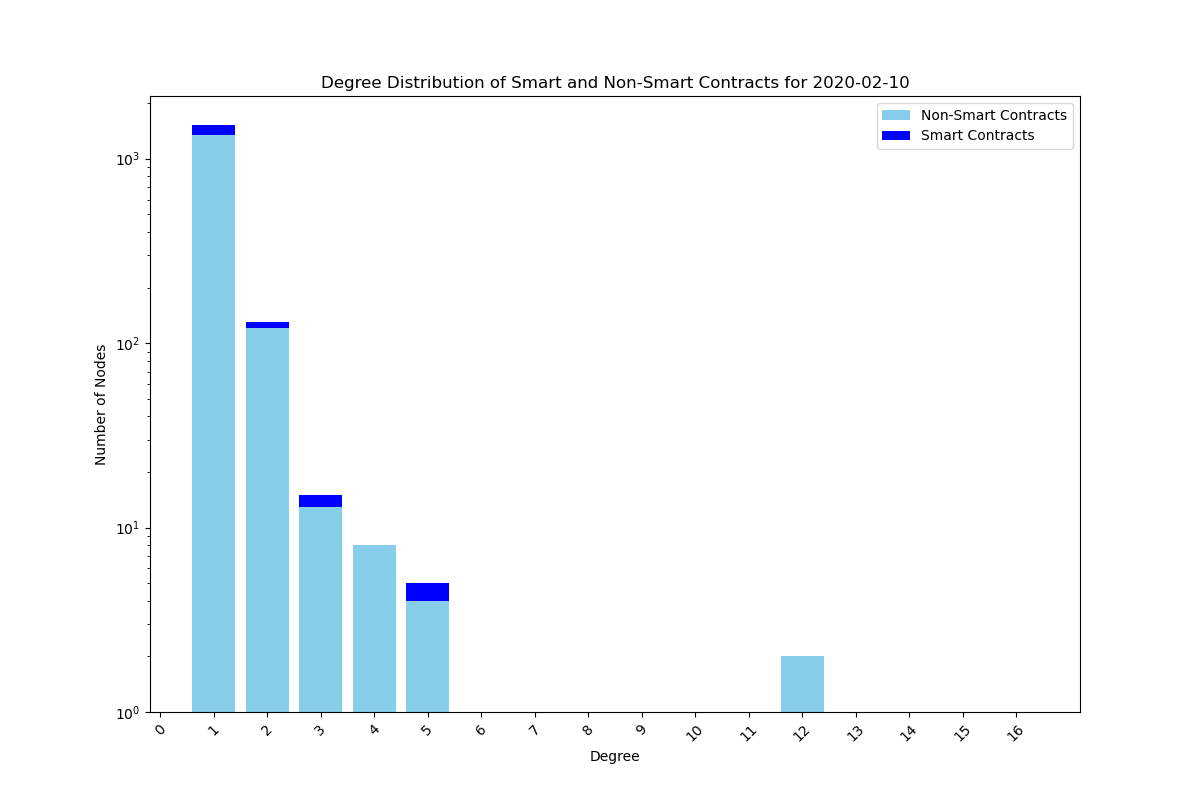 Degree Distribution of Smart and Non-Smart Contracts for 2020-02-10
Non-Smart Contracts
Smart Contracts
Number of Nodes
10³
10²
10¹
10⁰
0 1 2 3 4 5 6 7 8 9 10 11 12 13 14 15 16
Degree